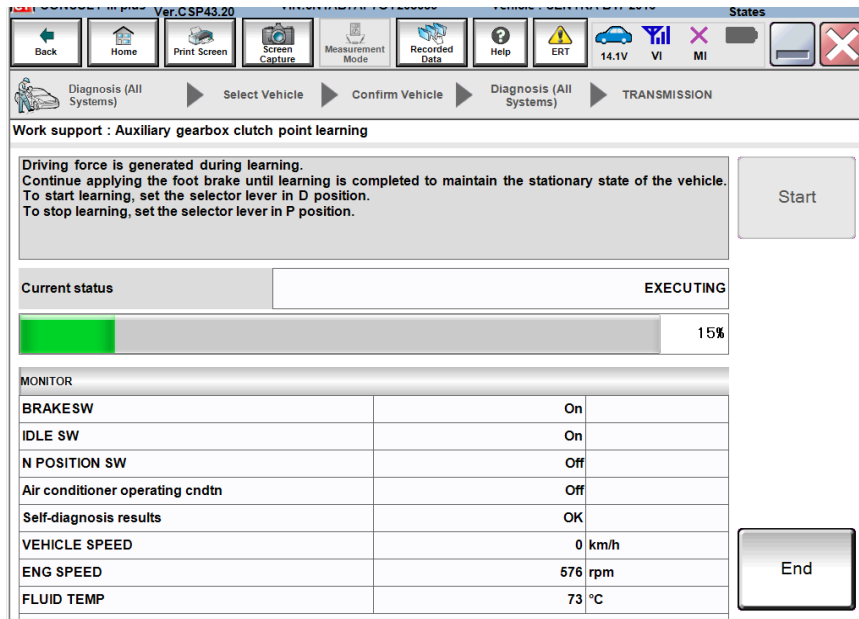 Ver.CSP43.20
States
Back
Home
Print Screen
Screen
Capture
Measurement
Mode
Recorded
Data
Help
ERT
14.1V
VI
MI
Diagnosis (All
Systems)
Select Vehicle
Confirm Vehicle
Diagnosis (All
Systems)
TRANSMISSION
Work support : Auxiliary gearbox clutch point learning
Driving force is generated during learning.
Continue applying the foot brake until learning is completed to maintain the stationary state of the vehicle.
To start learning, set the selector lever in D position.
To stop learning, set the selector lever in P position.
Start
Current status EXECUTING
15%
MONITOR
BRAKESW On
IDLE SW On
N POSITION SW Off
Air conditioner operating cndtn Off
Self-diagnosis results OK
VEHICLE SPEED 0 km/h
ENG SPEED 576 rpm
FLUID TEMP 73 °C
End